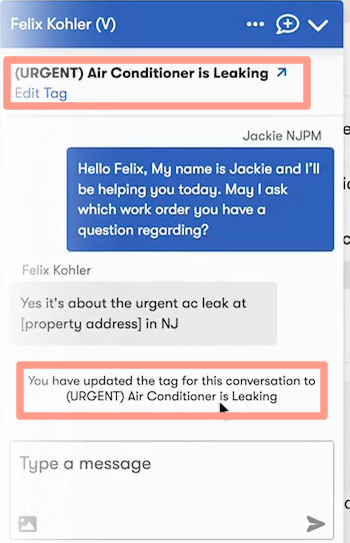 Felix Kohler (V)
(URGENT) Air Conditioner is Leaking
Edit Tag
Jackie NJPM
Hello Felix, My name is Jackie and I'll
be helping you today. May I ask
which work order you have a
question regarding?
Felix Kohler
Yes it's about the urgent ac leak at
[property address] in NJ
You have updated the tag for this conversation to
(URGENT) Air Conditioner is Leaking
Type a message